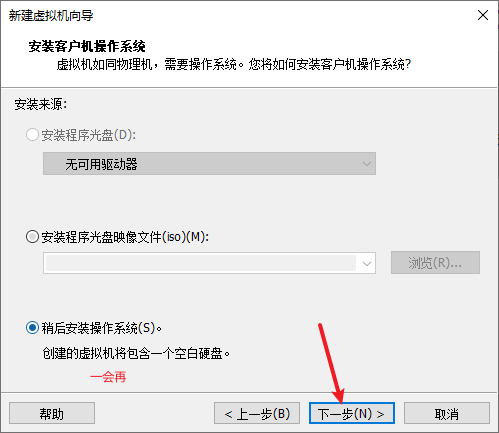 新建虚拟机向导
安装客户机操作系统
虚拟机如同物理机，需要操作系统。您将如何安装客户机操作系统?
安装来源:
安装程序光盘(D):
无可用驱动器
安装程序光盘映像文件(iso)(M):
浏览(R)...
稍后安装操作系统(S)。
创建的虚拟机将包含一个空白硬盘。
一会再
帮助
< 上一步(B)
下一步(N) >
取消